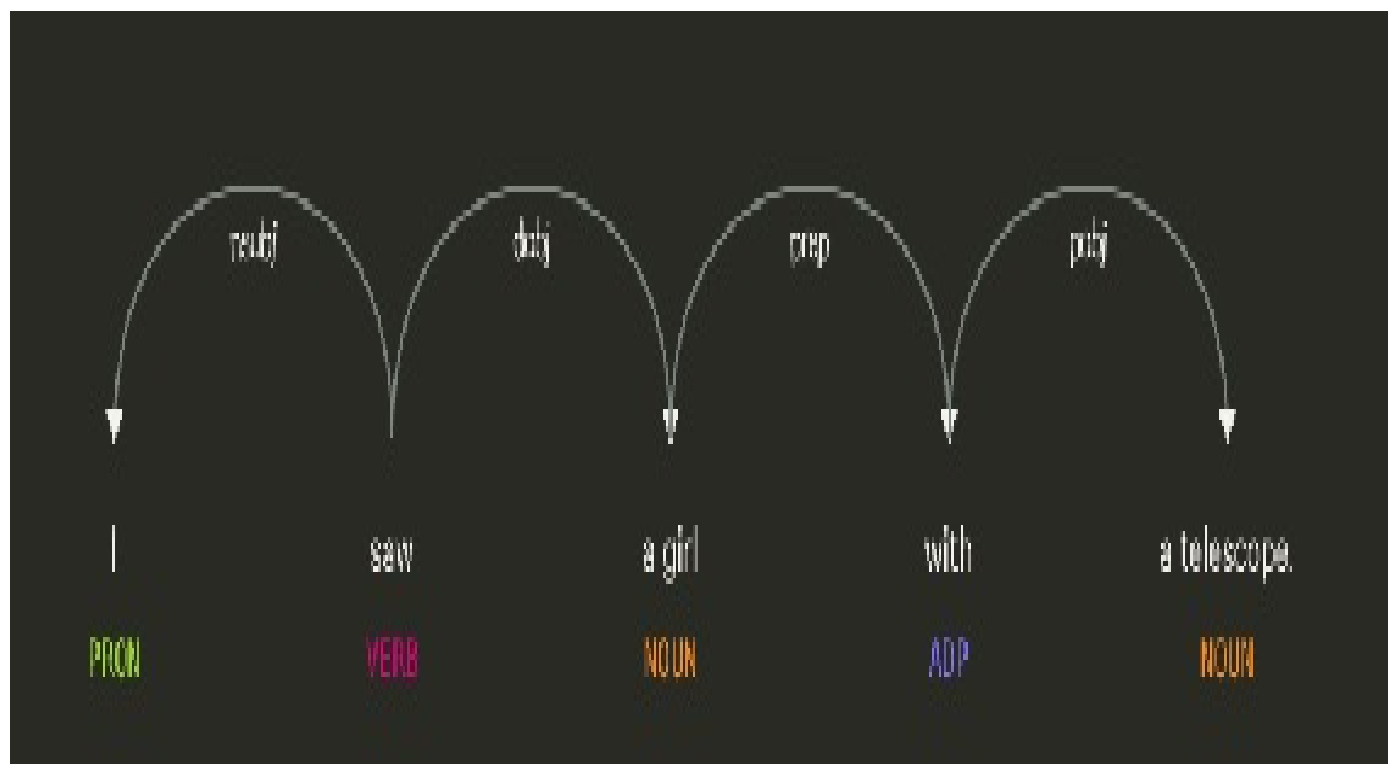 nsubj dobj prep pobj
I saw a girl with a telescope.
PRON VERB NOUN ADP NOUN